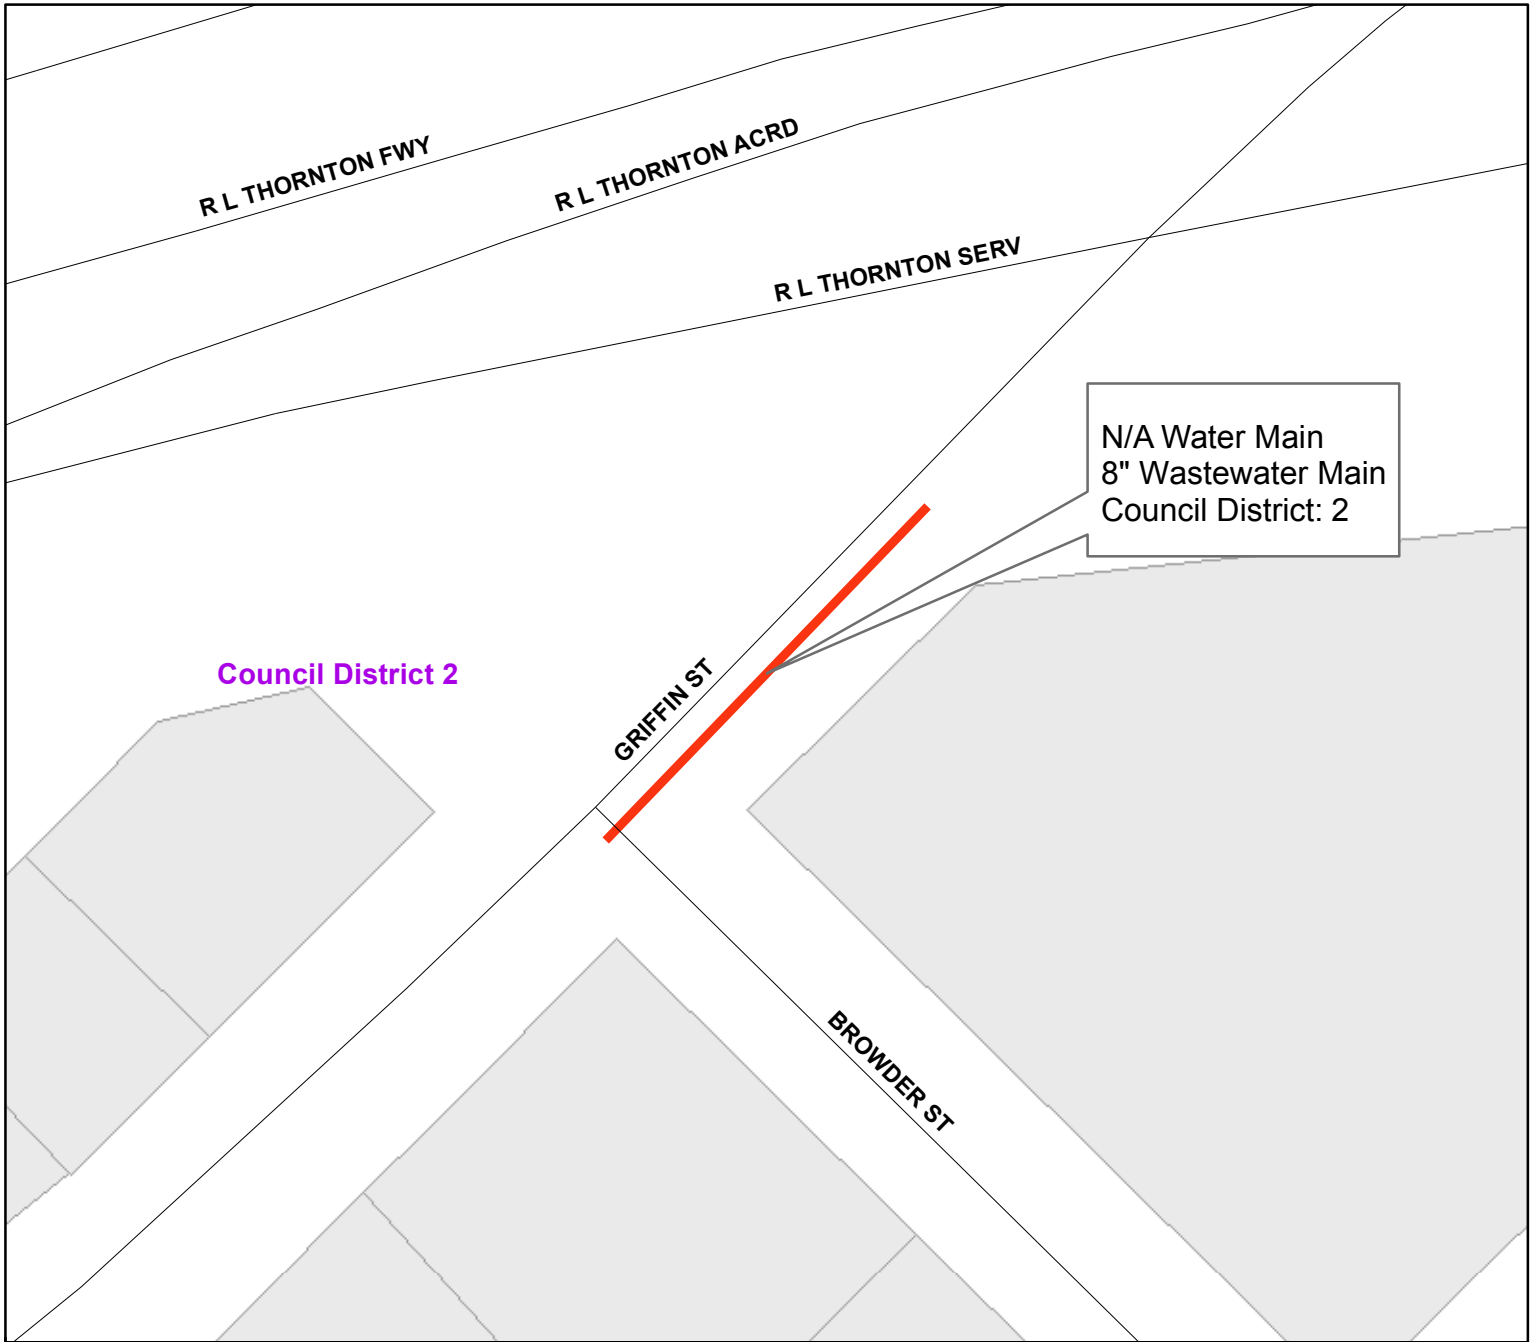 R L THORNTON FWY
R L THORNTON ACRD
R L THORNTON SERV
N/A Water Main
8" Wastewater Main
Council District: 2
Council District 2
GRIFFIN ST
BROWDER ST